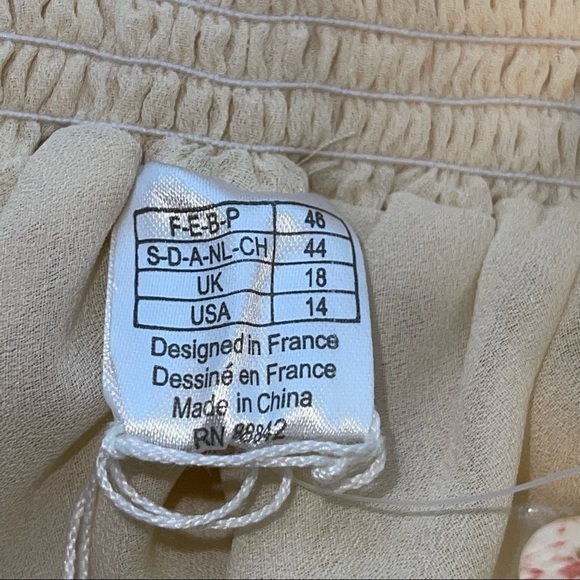 F-E-B-P 46
S-D-A-NL-CH 44
UK 18
USA 14
Designed in France
Dessiné en France
Made in China
RN